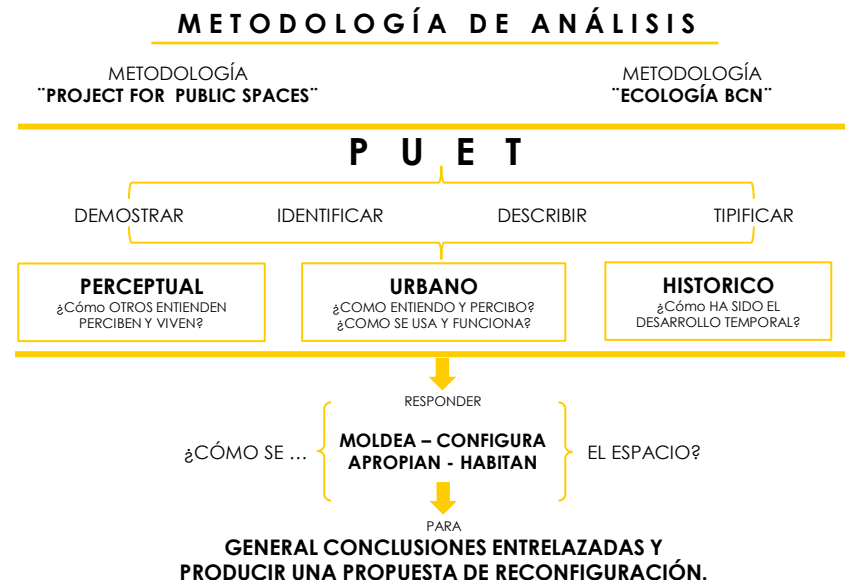 METODOLOGÍA DE ANÁLISIS
METODOLOGÍA
¨PROJECT FOR PUBLIC SPACES¨
METODOLOGÍA
¨ECOLOGÍA BCN¨
PUET
DEMOSTRAR
IDENTIFICAR
DESCRIBIR
TIPIFICAR
PERCEPTUAL
¿Cómo OTROS ENTIENDEN
PERCIBEN Y VIVEN?
URBANO
¿COMO ENTIENDO Y PERCIBO?
¿COMO SE USA Y FUNCIONA?
HISTORICO
¿Cómo HA SIDO EL
DESARROLLO TEMPORAL?
RESPONDER
¿CÓMO SE …
MOLDEA – CONFIGURA
APROPIAN - HABITAN
EL ESPACIO?
PARA
GENERAL CONCLUSIONES ENTRELAZADAS Y
PRODUCIR UNA PROPUESTA DE RECONFIGURACIÓN.